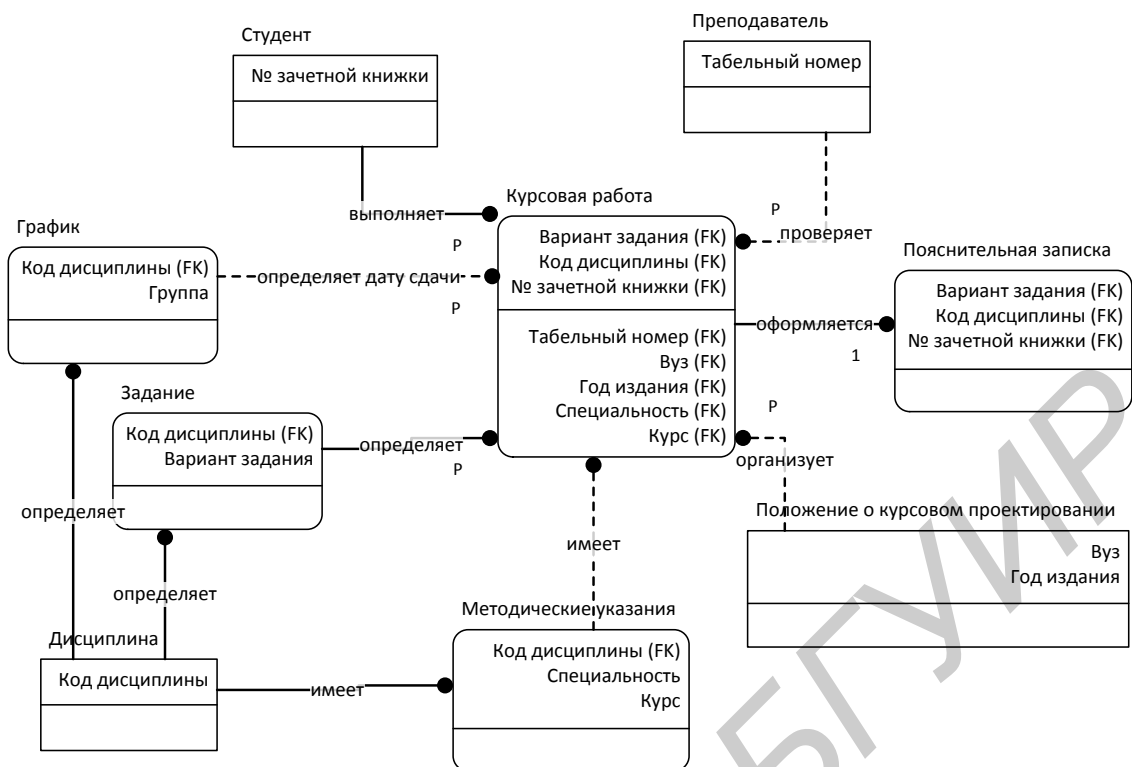 Студент
№ зачетной книжки
Преподаватель
Табельный номер
выполняет
P
Курсовая работа
Вариант задания (FK)
Код дисциплины (FK)
№ зачетной книжки (FK)
Табельный номер (FK)
Вуз (FK)
Год издания (FK)
Специальность (FK)
Курс (FK)
P
проверяет
График
Код дисциплины (FK)
Группа
определяет дату сдачи
P
Пояснительная записка
Вариант задания (FK)
Код дисциплины (FK)
№ зачетной книжки (FK)
оформляется
1
Задание
Код дисциплины (FK)
Вариант задания
определяет
P
P
организует
Положение о курсовом проектировании
Вуз
Год издания
определяет
определяет
имеет
Дисциплина
Код дисциплины
имеет
Методические указания
Код дисциплины (FK)
Специальность
Курс
БГУИР